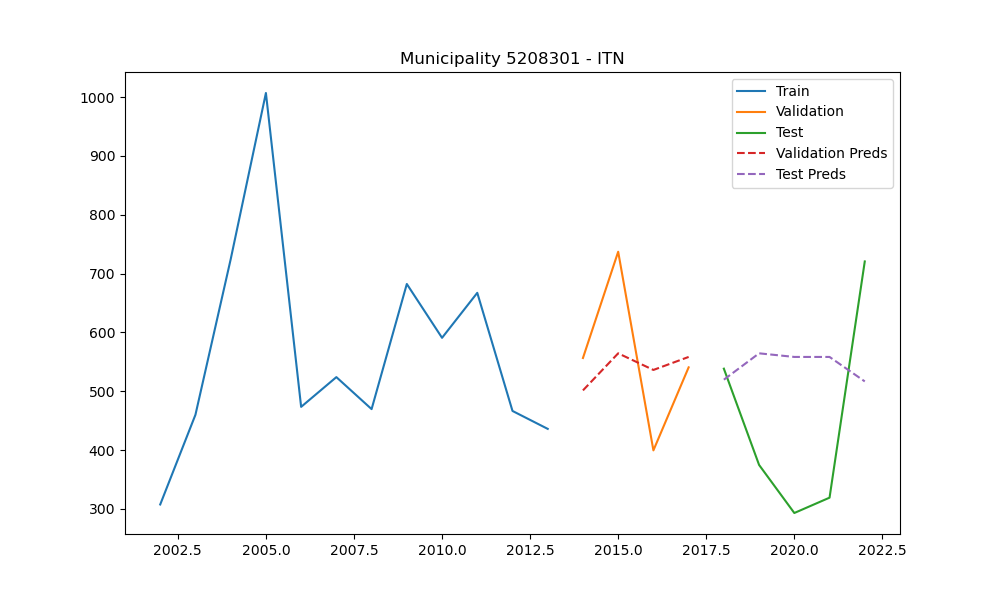 Municipality 5208301 - ITN
Train
Validation
Test
Validation Preds
Test Preds
1000
900
800
700
600
500
400
300
2002.5 2005.0 2007.5 2010.0 2012.5 2015.0 2017.5 2020.0 2022.5